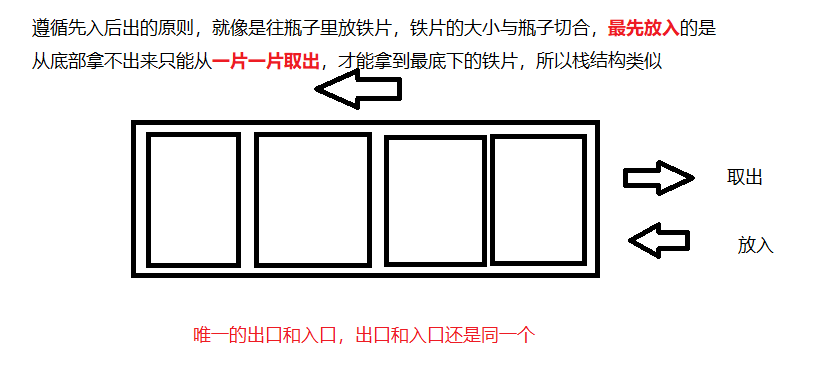 遵循先入后出的原则，就像是往瓶子里放铁片，铁片的大小与瓶子切合，最先放入的是
从底部拿不出来只能从一片一片取出，才能拿到最底下的铁片，所以栈结构类似
取出
放入
唯一的出口和入口，出口和入口还是同一个